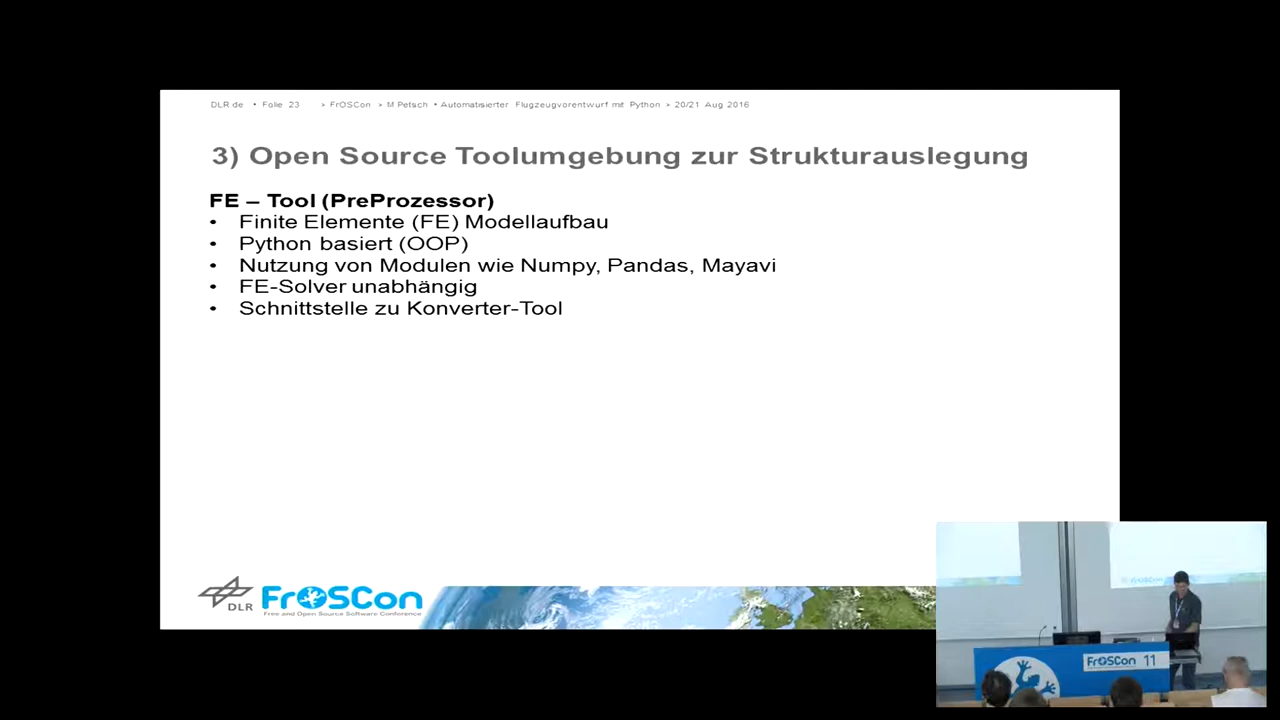 DLR.de • Folie 23 > FrOSCon > M Petsch • Automatisierter Flugzeugvorentwurf mit Python > 20/21 Aug 2016
3) Open Source Toolumgebung zur Strukturauslegung
FE – Tool (PreProzessor)
• Finite Elemente (FE) Modellaufbau
• Python basiert (OOP)
• Nutzung von Modulen wie Numpy, Pandas, Mayavi
• FE-Solver unabhängig
• Schnittstelle zu Konverter-Tool
DLR
FrOSCon
Free and Open Source Software Conference
FrOSCon 11